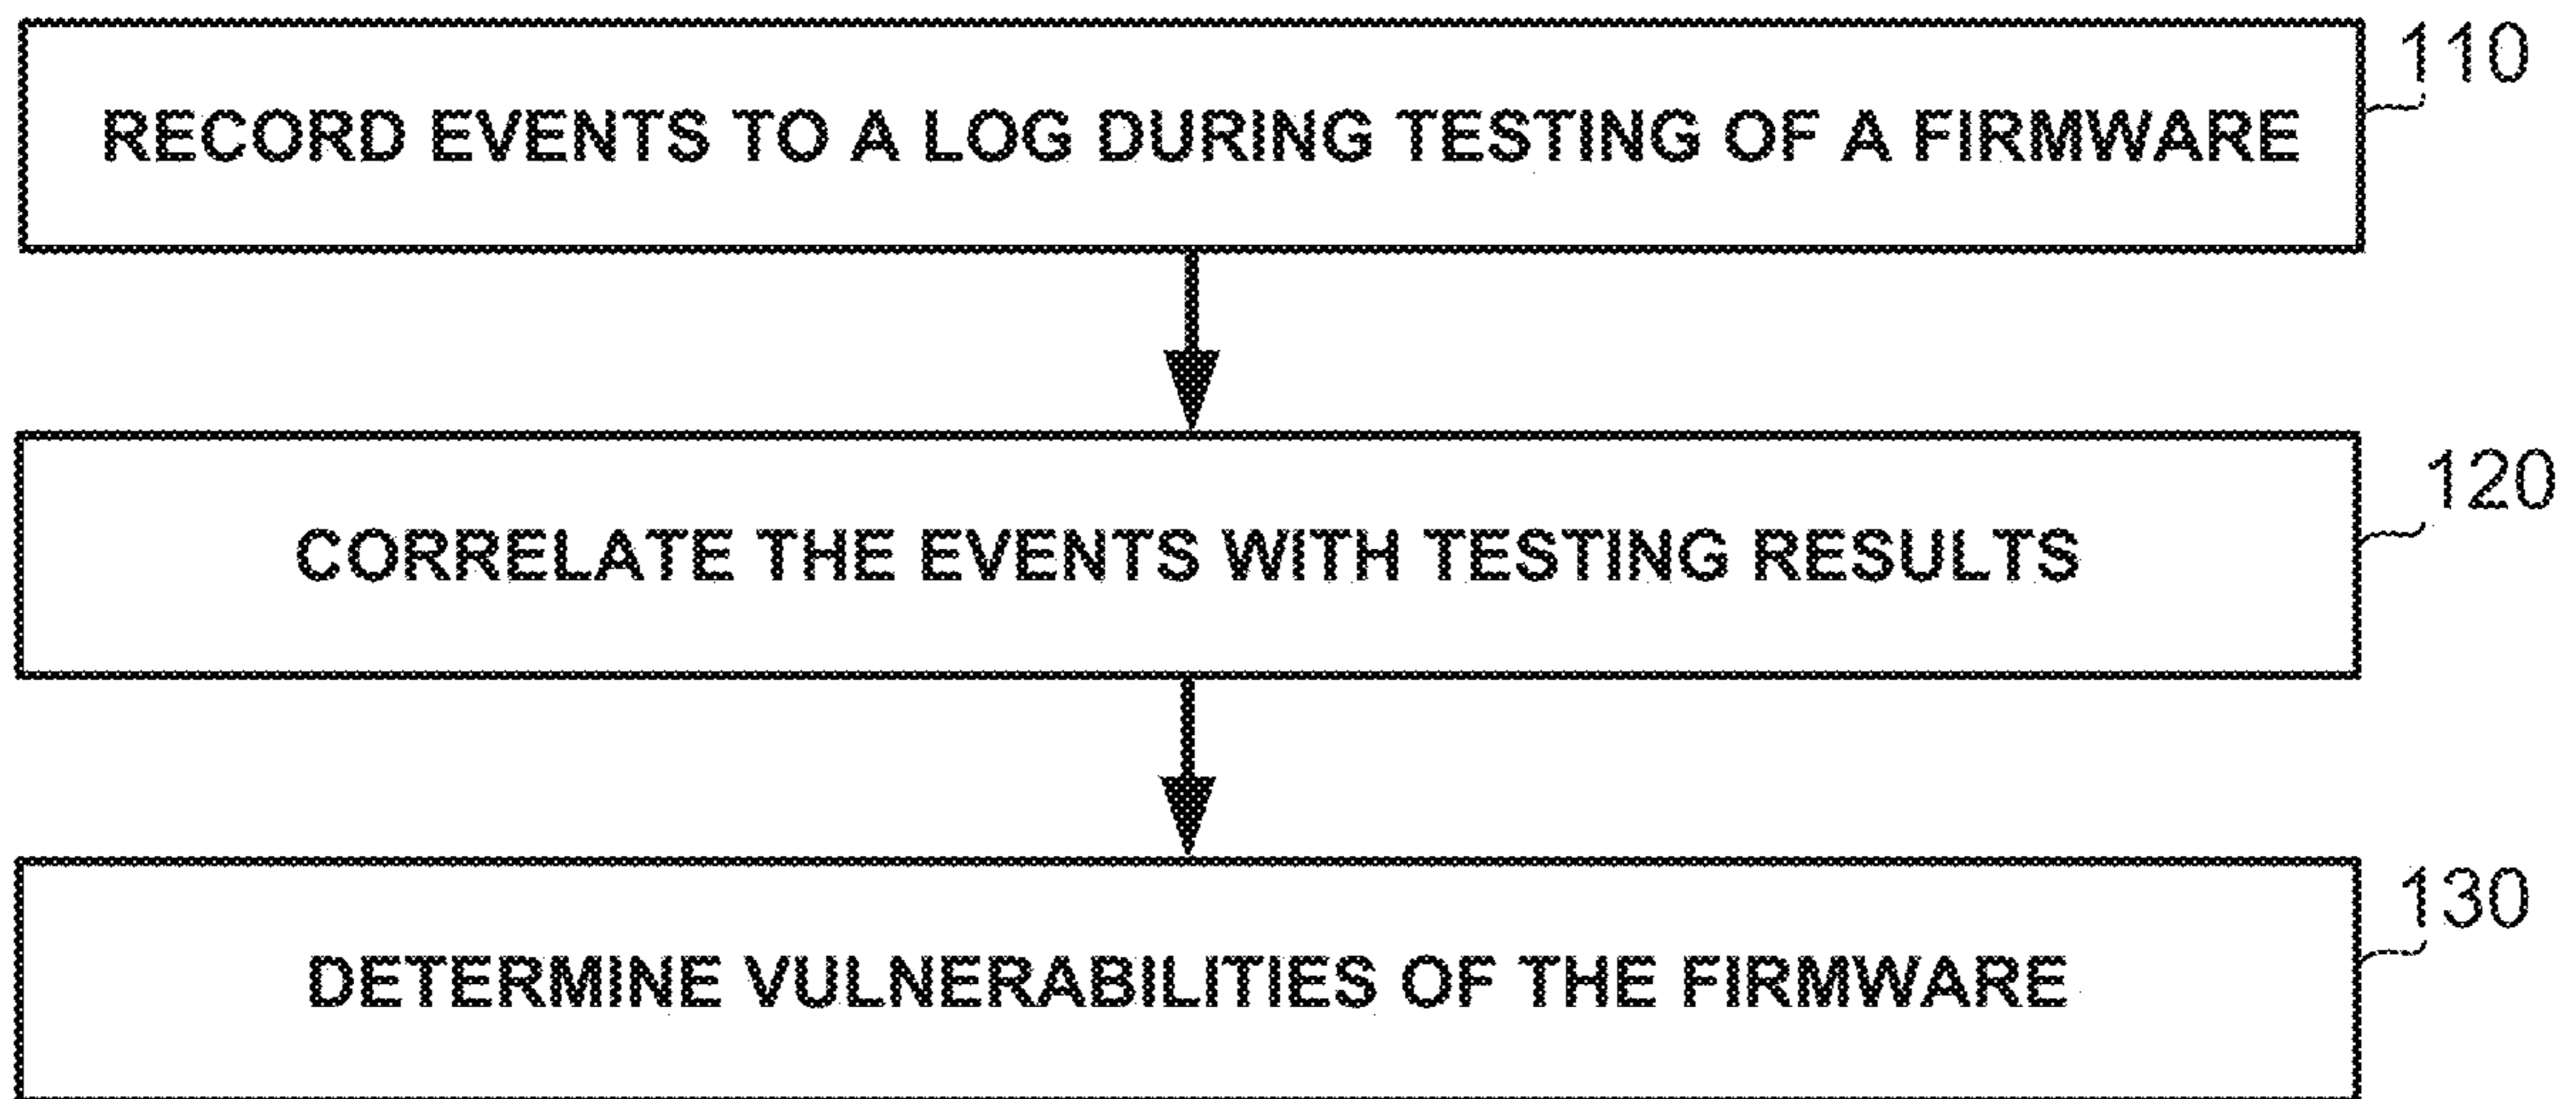 110
RECORD EVENTS TO A LOG DURING TESTING OF A FIRMWARE
120
CORRELATE THE EVENTS WITH TESTING RESULTS
130
DETERMINE VULNERABILITIES OF THE FIRMWARE